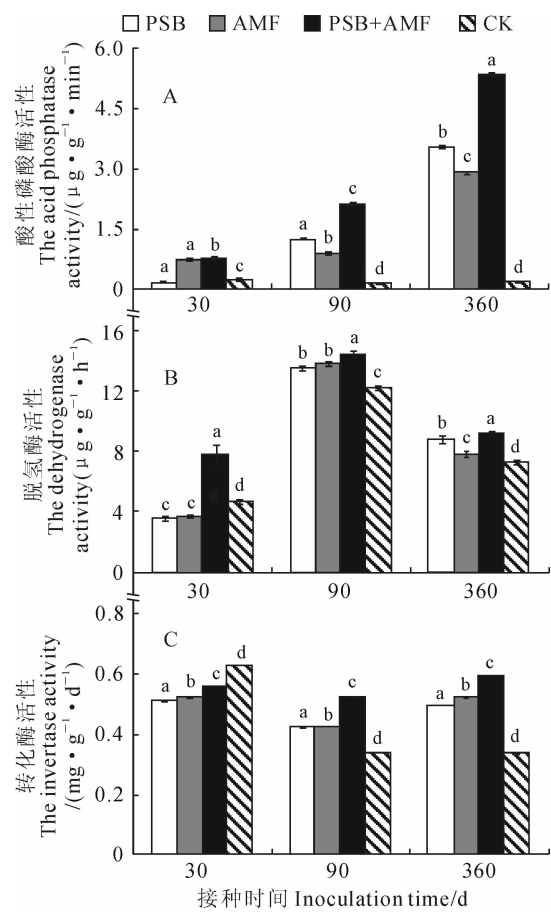 PSB AMF PSB+AMF CK
酸性磷酸酶活性
The acid phosphatase
activity/(μg·g⁻¹·min⁻¹)
A
6.0
4.5
3.0
1.5
0
a a b c
a b c d
b c a d
30 90 360
脱氢酶活性
The dehydrogenase
activity(μg·g⁻¹·h⁻¹)
B
16
12
8
4
0
c c a d
b b a c
b c a d
30 90 360
转化酶活性
The invertase activity
/(mg·g⁻¹·d⁻¹)
C
0.8
0.6
0.4
0.2
0
a b c d
a b c d
a b c d
30 90 360
接种时间 Inoculation time/d